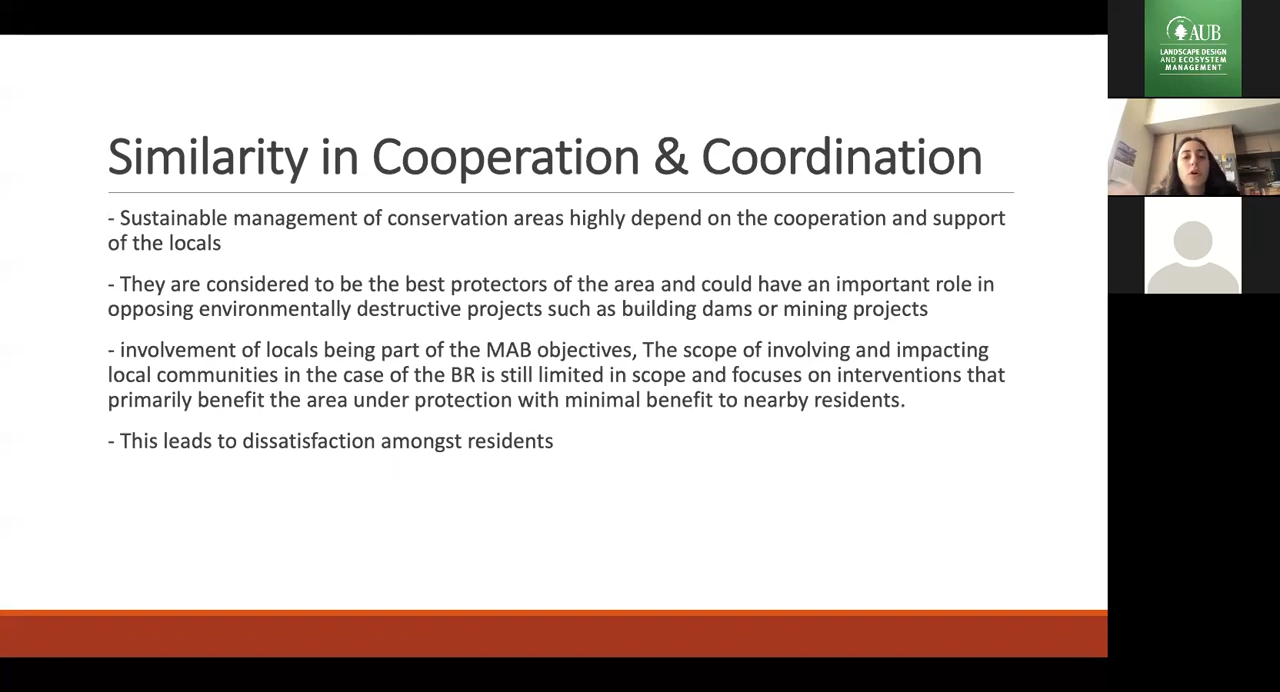 Similarity in Cooperation & Coordination
- Sustainable management of conservation areas highly depend on the cooperation and support
of the locals
- They are considered to be the best protectors of the area and could have an important role in
opposing environmentally destructive projects such as building dams or mining projects
- involvement of locals being part of the MAB objectives, The scope of involving and impacting
local communities in the case of the BR is still limited in scope and focuses on interventions that
primarily benefit the area under protection with minimal benefit to nearby residents.
- This leads to dissatisfaction amongst residents
AUB
LANDSCAPE DESIGN
AND ECOSYSTEM
MANAGEMENT